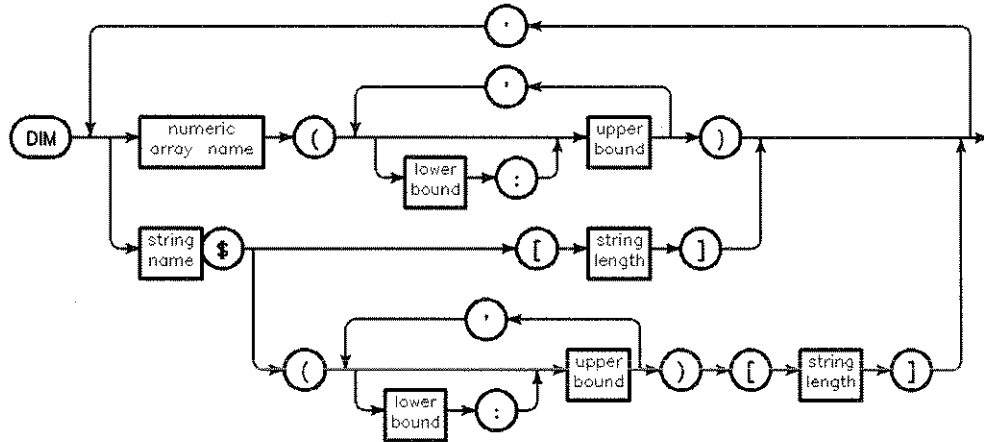 ,
,
DIM
numeric
array name
(
upper
bound
)
lower
bound
:
string
name
$
[
string
length
]
,
(
upper
bound
)
[
string
length
]
lower
bound
: